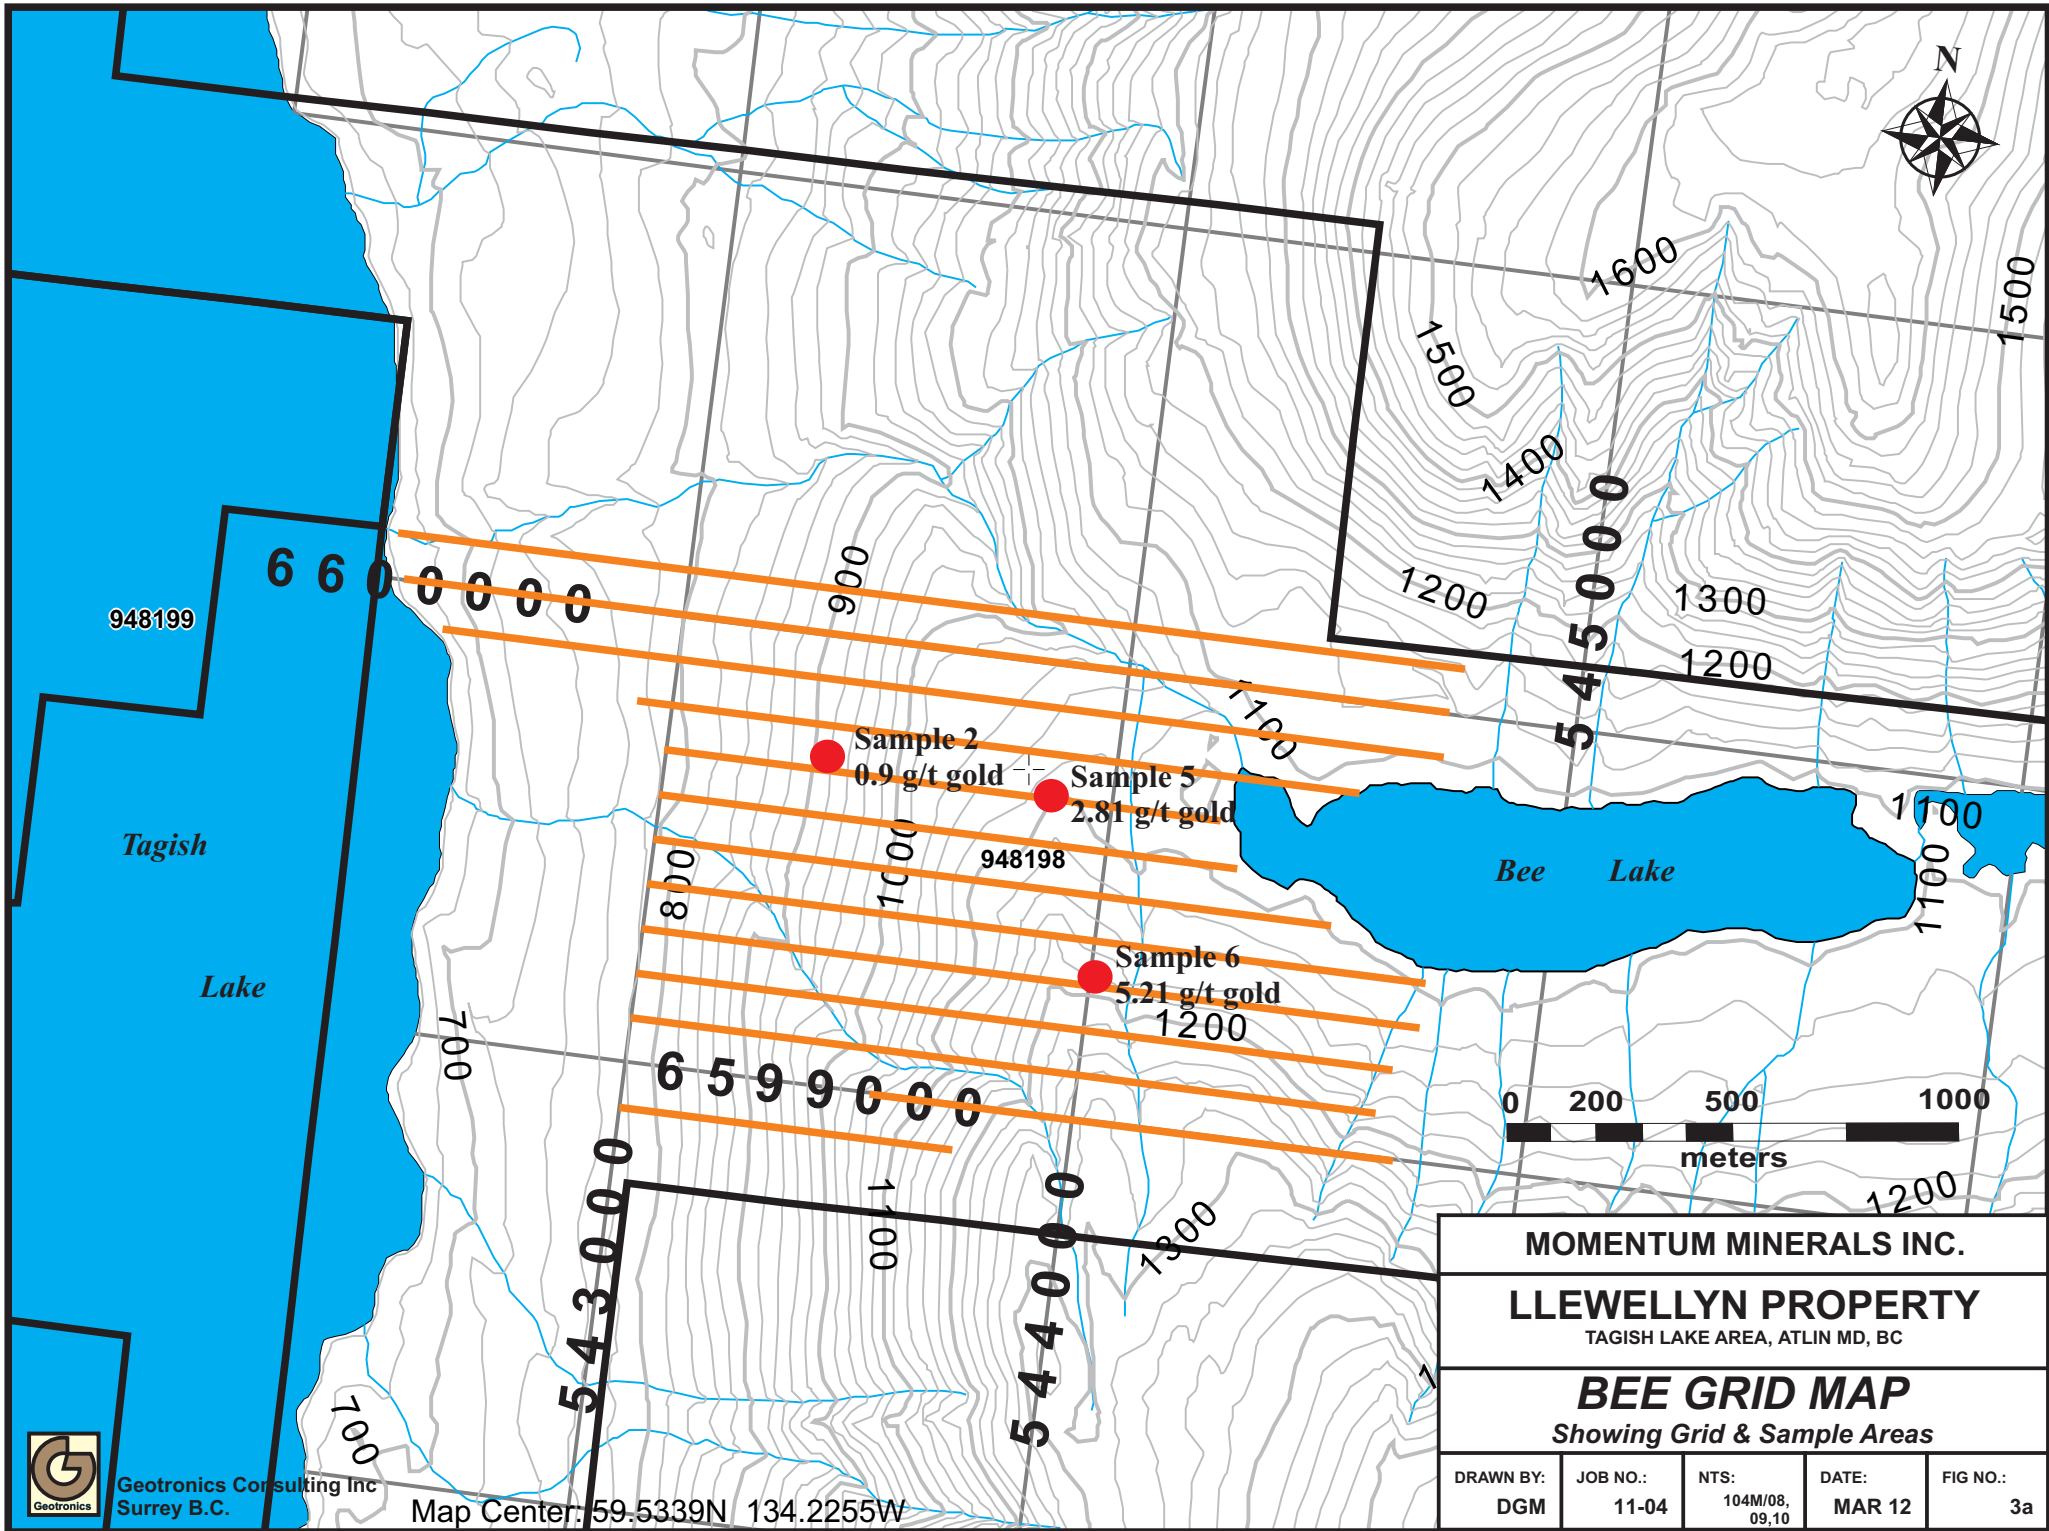 N
1600
1500
1500
1400
545000
6600000
900
1200
1300
948199
1200
1100
Sample 2
0.9 g/t gold
Sample 5
2.81 g/t gold
1100
Tagish
Lake
800
1000
948198
Bee Lake
1100
Sample 6
5.21 g/t gold
1200
700
6599000
0 200 500 1000
meters
543000
544000
1100
1300
1200
700
1
MOMENTUM MINERALS INC.
LLEWELLYN PROPERTY
TAGISH LAKE AREA, ATLIN MD, BC
BEE GRID MAP
Showing Grid & Sample Areas
DRAWN BY: DGM
JOB NO.: 11-04
NTS: 104M/08, 09,10
DATE: MAR 12
FIG NO.: 3a
Geotronics
Geotronics Consulting Inc
Surrey B.C.
Map Center: 59.5339N 134.2255W